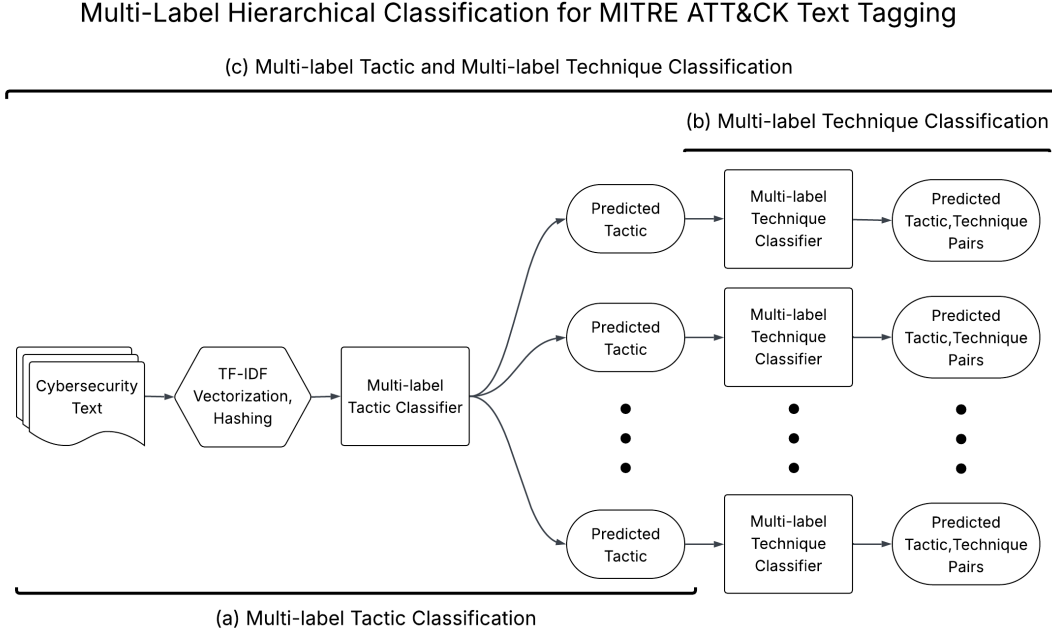 Multi-Label Hierarchical Classification for MITRE ATT&CK Text Tagging
(c) Multi-label Tactic and Multi-label Technique Classification
(b) Multi-label Technique Classification
Predicted
Tactic
Multi-label
Technique
Classifier
Predicted
Tactic,Technique
Pairs
Predicted
Tactic
Multi-label
Technique
Classifier
Predicted
Tactic,Technique
Pairs
Cybersecurity
Text
TF-IDF
Vectorization,
Hashing
Multi-label
Tactic Classifier
Predicted
Tactic
Multi-label
Technique
Classifier
Predicted
Tactic,Technique
Pairs
(a) Multi-label Tactic Classification